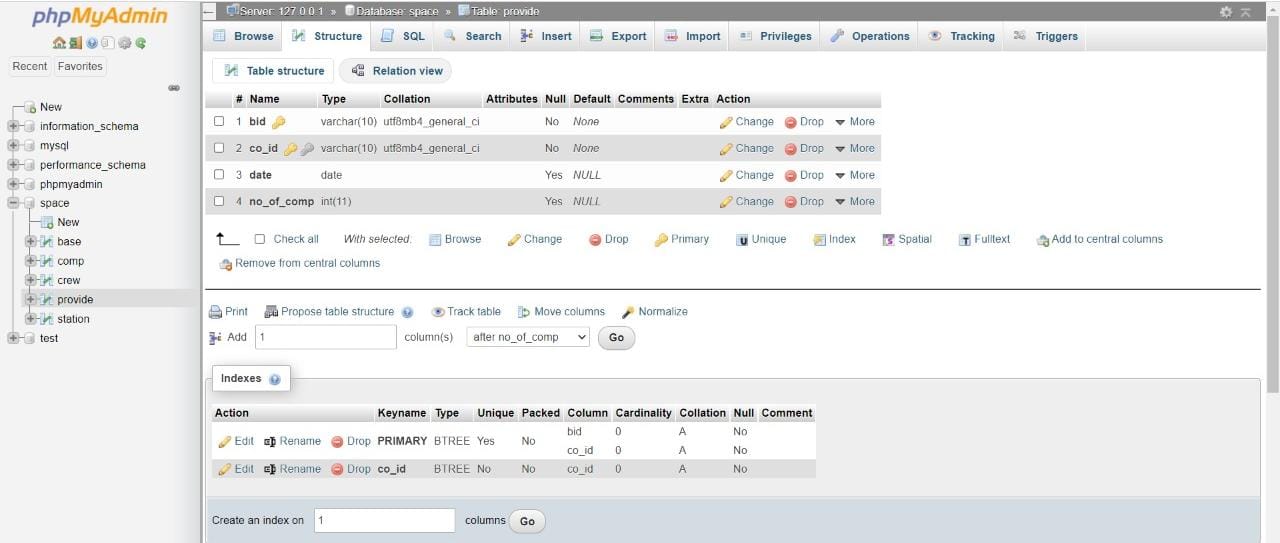 phpMyAdmin
Recent Favorites
New
information_schema
mysql
performance_schema
phpmyadmin
space
New
base
comp
crew
provide
station
test
Server: 127.0.0.1 » Database: space » Table: provide
Browse Structure SQL Search Insert Export Import Privileges Operations Tracking Triggers
Table structure Relation view
# Name Type Collation Attributes Null Default Comments Extra Action
1 bid varchar(10) utf8mb4_general_ci No None Change Drop More
2 co_id varchar(10) utf8mb4_general_ci No None Change Drop More
3 date date Yes NULL Change Drop More
4 no_of_comp int(11) Yes NULL Change Drop More
Check all With selected: Browse Change Drop Primary Unique Index Spatial Fulltext Add to central columns
Remove from central columns
Print Propose table structure Track table Move columns Normalize
Add 1 column(s) after no_of_comp Go
Indexes
Action Keyname Type Unique Packed Column Cardinality Collation Null Comment
Edit Rename Drop PRIMARY BTREE Yes No bid 0 A No
co_id 0 A No
Edit Rename Drop co_id BTREE No No co_id 0 A No
Create an index on 1 columns Go